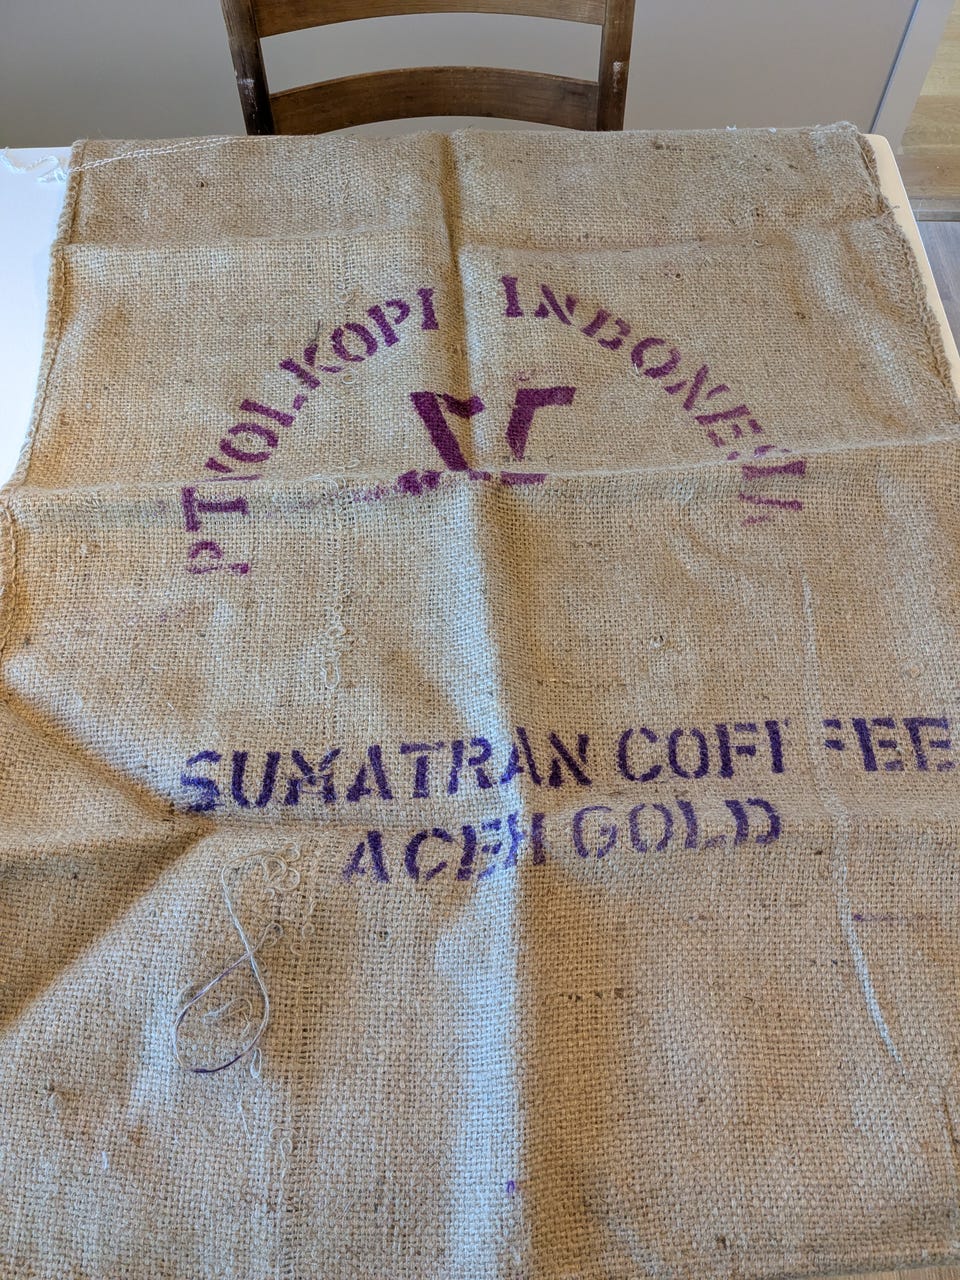 PT VOLKOPI INDONESIA
SUMATRAN COFFEE
ACEH GOLD